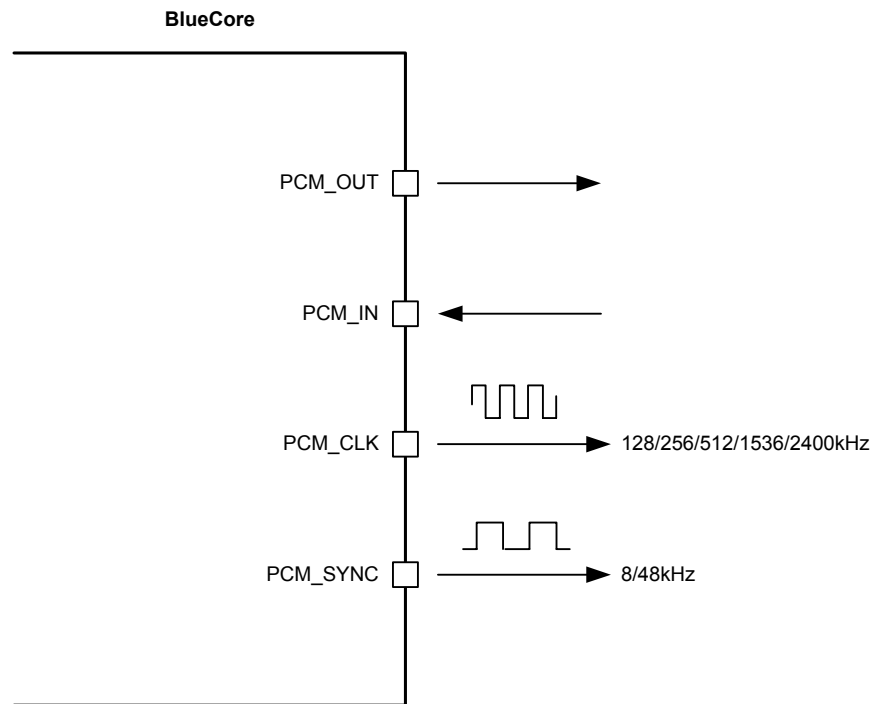 BlueCore
PCM_OUT
PCM_IN
PCM_CLK 128/256/512/1536/2400kHz
PCM_SYNC 8/48kHz